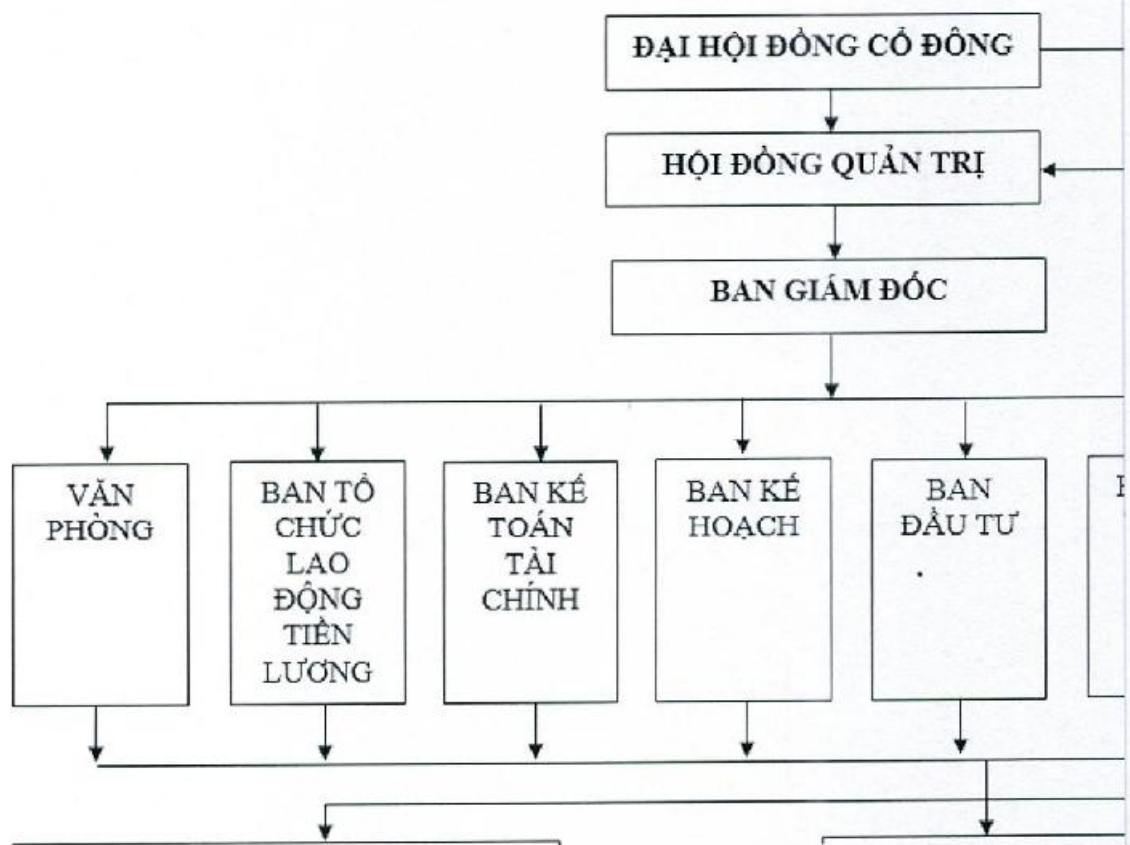 ĐẠI HỘI ĐỒNG CỔ ĐÔNG
HỘI ĐỒNG QUẢN TRỊ
BAN GIÁM ĐỐC
VĂN
PHÒNG
BAN TỔ
CHỨC
LAO
ĐỘNG
TIỀN
LƯƠNG
BAN KẾ
TOÁN
TÀI
CHÍNH
BAN KẾ
HOẠCH
BAN
ĐẦU TƯ